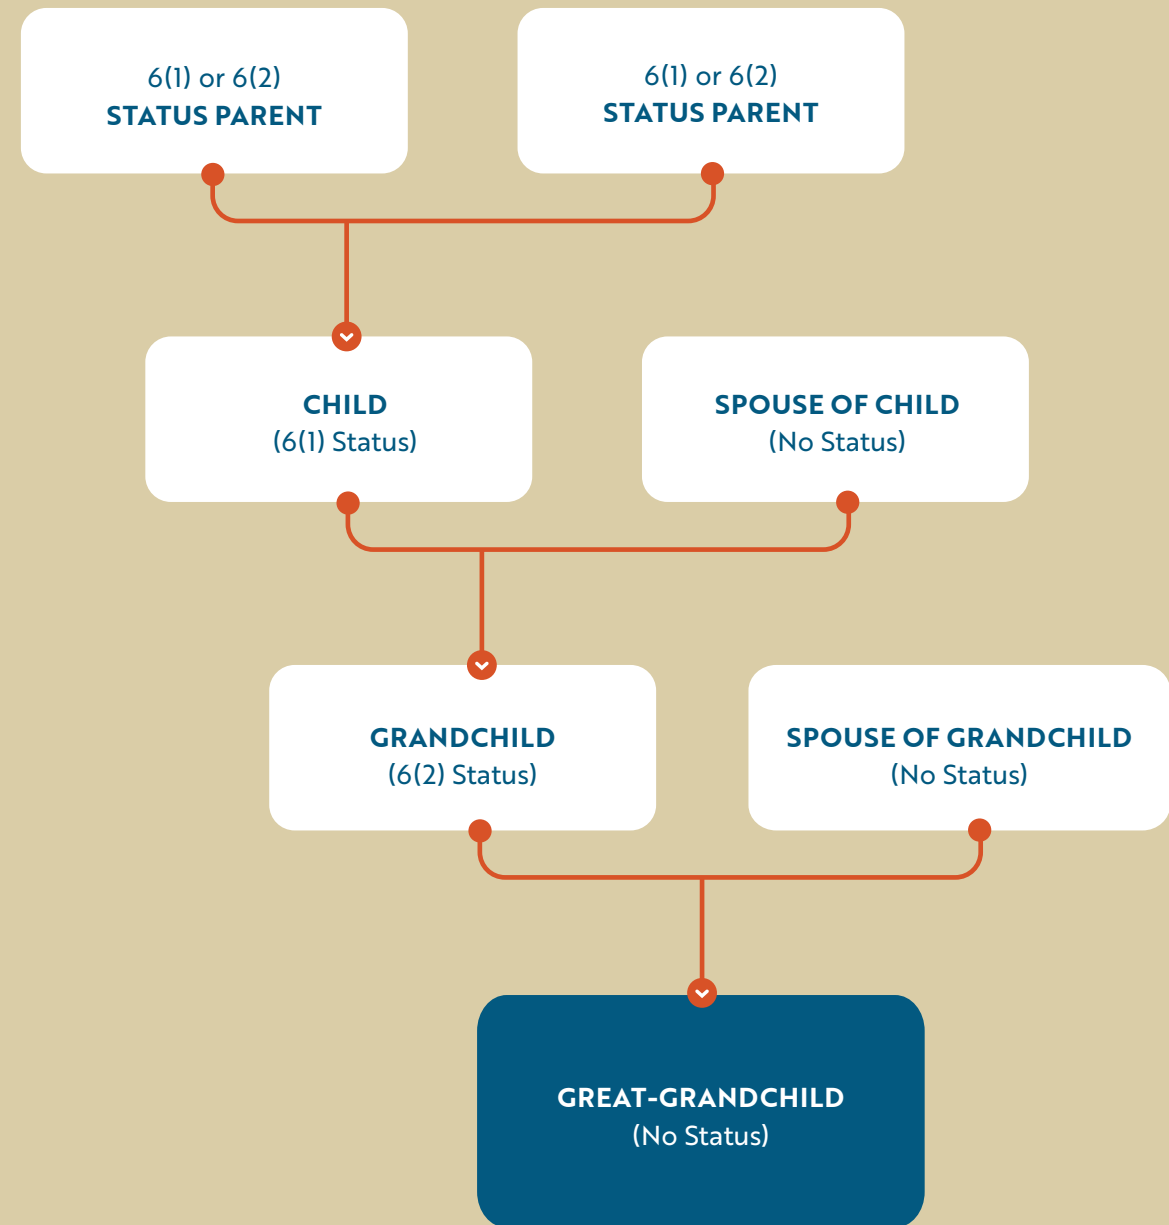 6(1) or 6(2)
STATUS PARENT
6(1) or 6(2)
STATUS PARENT
CHILD
(6(1) Status)
SPOUSE OF CHILD
(No Status)
GRANDCHILD
(6(2) Status)
SPOUSE OF GRANDCHILD
(No Status)
GREAT-GRANDCHILD
(No Status)